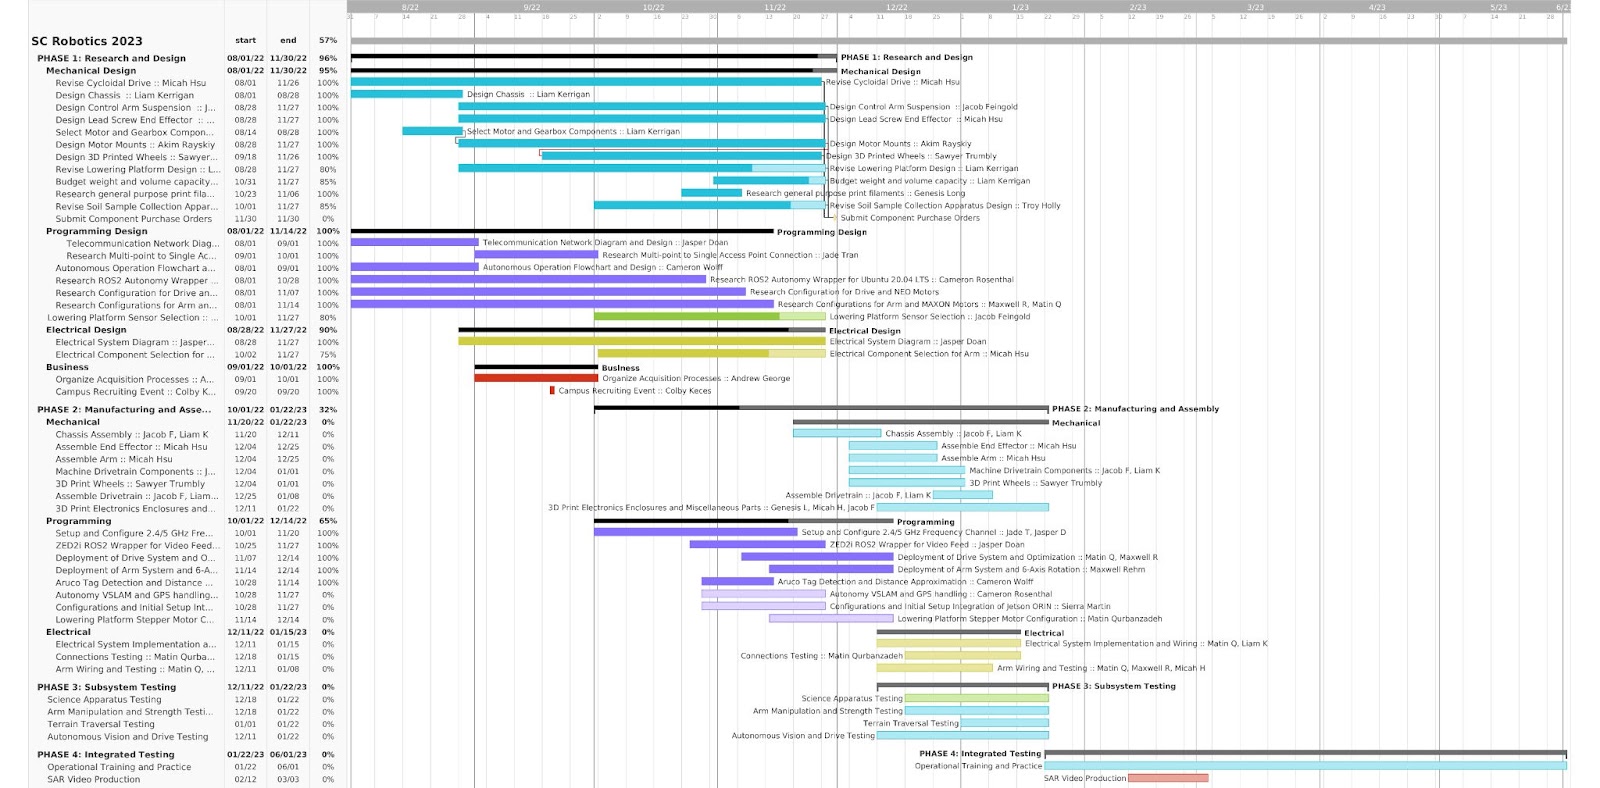 8/22 9/22 10/22 11/22 12/22 1/23 2/23 3/23 4/23 5/23 6/2
31 7 14 21 28 4 11 18 25 2 9 16 23 30 6 13 20 27 4 11 18 25 1 8 15 22 29 5 12 19 26 5 12 19 26 2 9 16 23 30 7 14 21 28
SC Robotics 2023 start end 57%
PHASE 1: Research and Design 08/01/22 11/30/22 96% PHASE 1: Research and Design
Mechanical Design 08/01/22 11/30/22 95% Mechanical Design
Revise Cycloidal Drive :: Micah Hsu 08/01 11/26 100% Revise Cycloidal Drive :: Micah Hsu
Design Chassis :: Liam Kerrigan 08/01 08/28 100% Design Chassis :: Liam Kerrigan
Design Control Arm Suspension :: J... 08/28 11/27 100% Design Control Arm Suspension :: Jacob Feingold
Design Lead Screw End Effector :: ... 08/28 11/27 100% Design Lead Screw End Effector :: Micah Hsu
Select Motor and Gearbox Compon... 08/14 08/28 100% Select Motor and Gearbox Components :: Liam Kerrigan
Design Motor Mounts :: Akim Rayskiy 08/28 11/27 100% Design Motor Mounts :: Akim Rayskiy
Design 3D Printed Wheels :: Sawyer... 09/18 11/26 100% Design 3D Printed Wheels :: Sawyer Trumbly
Revise Lowering Platform Design :: L... 08/28 11/27 80% Revise Lowering Platform Design :: Liam Kerrigan
Budget weight and volume capacity... 10/31 11/27 85% Budget weight and volume capacity :: Liam Kerrigan
Research general purpose print fila... 10/23 11/06 100% Research general purpose print filaments :: Genesis Long
Revise Soil Sample Collection Appar... 10/01 11/27 85% Revise Soil Sample Collection Apparatus Design :: Troy Holly
Submit Component Purchase Orders 11/30 11/30 0% Submit Component Purchase Orders
Programming Design 08/01/22 11/14/22 100% Programming Design
Telecommunication Network Diag... 08/01 09/01 100% Telecommunication Network Diagram and Design :: Jasper Doan
Research Multi-point to Single Ac... 09/01 10/01 100% Research Multi-point to Single Access Point Connection :: Jade Tran
Autonomous Operation Flowchart a... 08/01 09/01 100% Autonomous Operation Flowchart and Design :: Cameron Wolff
Research ROS2 Autonomy Wrapper ... 08/01 10/28 100% Research ROS2 Autonomy Wrapper for Ubuntu 20.04 LTS :: Cameron Rosenthal
Research Configuration for Drive an... 08/01 11/07 100% Research Configuration for Drive and NEO Motors
Research Configurations for Arm an... 08/01 11/14 100% Research Configurations for Arm and MAXON Motors :: Maxwell R, Matin Q
Lowering Platform Sensor Selection :: ... 10/01 11/27 80% Lowering Platform Sensor Selection :: Jacob Feingold
Electrical Design 08/28/22 11/27/22 90% Electrical Design
Electrical System Diagram :: Jasper... 08/28 11/27 100% Electrical System Diagram :: Jasper Doan
Electrical Component Selection for ... 10/02 11/27 75% Electrical Component Selection for Arm :: Micah Hsu
Business 09/01/22 10/01/22 100% Business
Organize Acquisition Processes :: A... 09/01 10/01 100% Organize Acquisition Processes :: Andrew George
Campus Recruiting Event :: Colby K... 09/20 09/20 100% Campus Recruiting Event :: Colby Keces
PHASE 2: Manufacturing and Asse... 10/01/22 01/22/23 32% PHASE 2: Manufacturing and Assembly
Mechanical 11/20/22 01/22/23 0% Mechanical
Chassis Assembly :: Jacob F, Liam K 11/20 12/11 0% Chassis Assembly :: Jacob F, Liam K
Assemble End Effector :: Micah Hsu 12/04 12/25 0% Assemble End Effector :: Micah Hsu
Assemble Arm :: Micah Hsu 12/04 12/25 0% Assemble Arm :: Micah Hsu
Machine Drivetrain Components :: J... 12/04 01/01 0% Machine Drivetrain Components :: Jacob F, Liam K
3D Print Wheels :: Sawyer Trumbly 12/04 01/01 0% 3D Print Wheels :: Sawyer Trumbly
Assemble Drivetrain :: Jacob F, Liam... 12/25 01/08 0% Assemble Drivetrain :: Jacob F, Liam K
3D Print Electronics Enclosures and... 12/11 01/22 0% 3D Print Electronics Enclosures and Miscellaneous Parts :: Genesis L, Micah H, Jacob F
Programming 10/01/22 12/14/22 65% Programming
Setup and Configure 2.4/5 GHz Fre... 10/01 11/20 100% Setup and Configure 2.4/5 GHz Frequency Channel :: Jade T, Jasper D
ZED2i ROS2 Wrapper for Video Feed... 10/25 11/27 100% ZED2i ROS2 Wrapper for Video Feed :: Jasper Doan
Deployment of Drive System and O... 11/07 12/14 100% Deployment of Drive System and Optimization :: Matin Q, Maxwell R
Deployment of Arm System and 6-A... 11/14 12/14 100% Deployment of Arm System and 6-Axis Rotation :: Maxwell Rehm
Aruco Tag Detection and Distance ... 10/28 11/14 100% Aruco Tag Detection and Distance Approximation :: Cameron Wolff
Autonomy VSLAM and GPS handling... 10/28 11/27 0% Autonomy VSLAM and GPS handling :: Cameron Rosenthal
Configurations and Initial Setup Int... 10/28 11/27 0% Configurations and Initial Setup Integration of Jetson ORIN :: Sierra Martin
Lowering Platform Stepper Motor C... 11/14 12/14 0% Lowering Platform Stepper Motor Configuration :: Matin Qurbanzadeh
Electrical 12/11/22 01/15/23 0% Electrical
Electrical System Implementation a... 12/11 01/15 0% Electrical System Implementation and Wiring :: Matin Q, Liam K
Connections Testing :: Matin Qurba... 12/18 01/15 0% Connections Testing :: Matin Qurbanzadeh
Arm Wiring and Testing :: Matin Q, ... 12/11 01/08 0% Arm Wiring and Testing :: Matin Q, Maxwell R, Micah H
PHASE 3: Subsystem Testing 12/11/22 01/22/23 0% PHASE 3: Subsystem Testing
Science Apparatus Testing 12/18 01/22 0% Science Apparatus Testing
Arm Manipulation and Strength Testi... 12/18 01/22 0% Arm Manipulation and Strength Testing
Terrain Traversal Testing 01/01 01/22 0% Terrain Traversal Testing
Autonomous Vision and Drive Testing 12/11 01/22 0% Autonomous Vision and Drive Testing
PHASE 4: Integrated Testing 01/22/23 06/01/23 0% PHASE 4: Integrated Testing
Operational Training and Practice 01/22 06/01 0% Operational Training and Practice
SAR Video Production 02/12 03/03 0% SAR Video Production